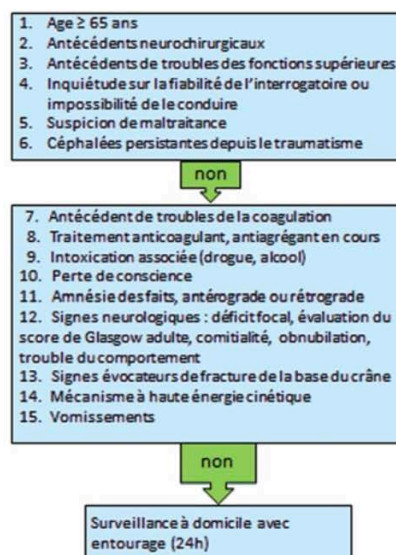 1. Age ≥ 65 ans
2. Antécédents neurochirurgicaux
3. Antécédents de troubles des fonctions supérieures
4. Inquiétude sur la fiabilité de l'interrogatoire ou
impossibilité de le conduire
5. Suspicion de maltraitance
6. Céphalées persistantes depuis le traumatisme
non
7. Antécédent de troubles de la coagulation
8. Traitement anticoagulant, antiagrégant en cours
9. Intoxication associée (drogue, alcool)
10. Perte de conscience
11. Amnésie des faits, antérograde ou rétrograde
12. Signes neurologiques : déficit focal, évaluation du
score de Glasgow adulte, comitialité, obnubilation,
trouble du comportement
13. Signes évocateurs de fracture de la base du crâne
14. Mécanisme à haute énergie cinétique
15. Vomissements
non
Surveillance à domicile avec
entourage (24h)